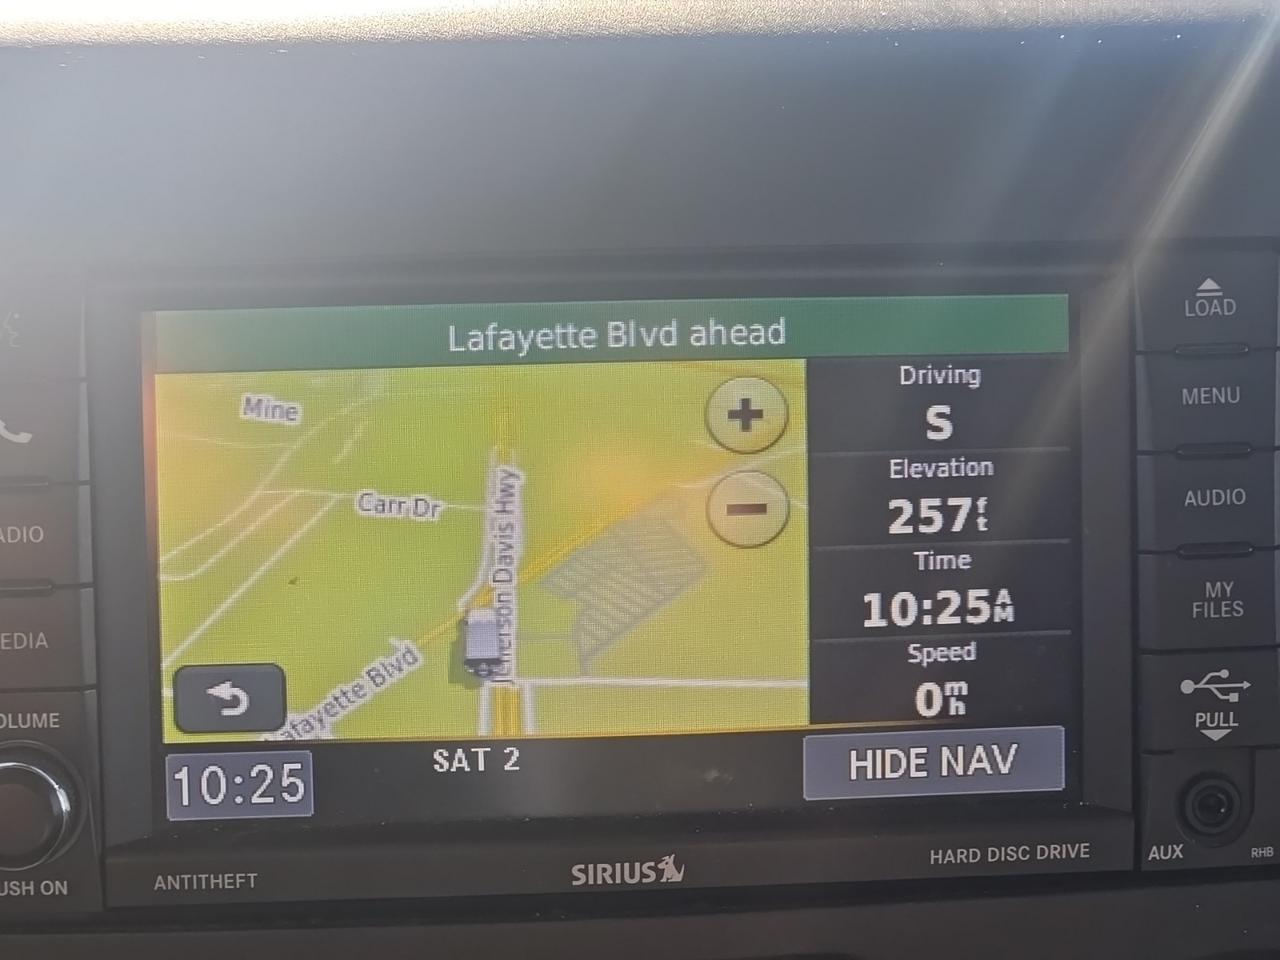 Lafayette Blvd ahead
Mine
Carr Dr
Davis Hwy
Blvd
Driving
S
Elevation
257ft
Time
10:25AM
Speed
0mh
10:25
SAT 2
HIDE NAV
LOAD
MENU
AUDIO
MY
FILES
PULL
AUX
RHB
ADIO
EDIA
OLUME
USH ON
ANTITHEFT
SIRIUS
HARD DISC DRIVE